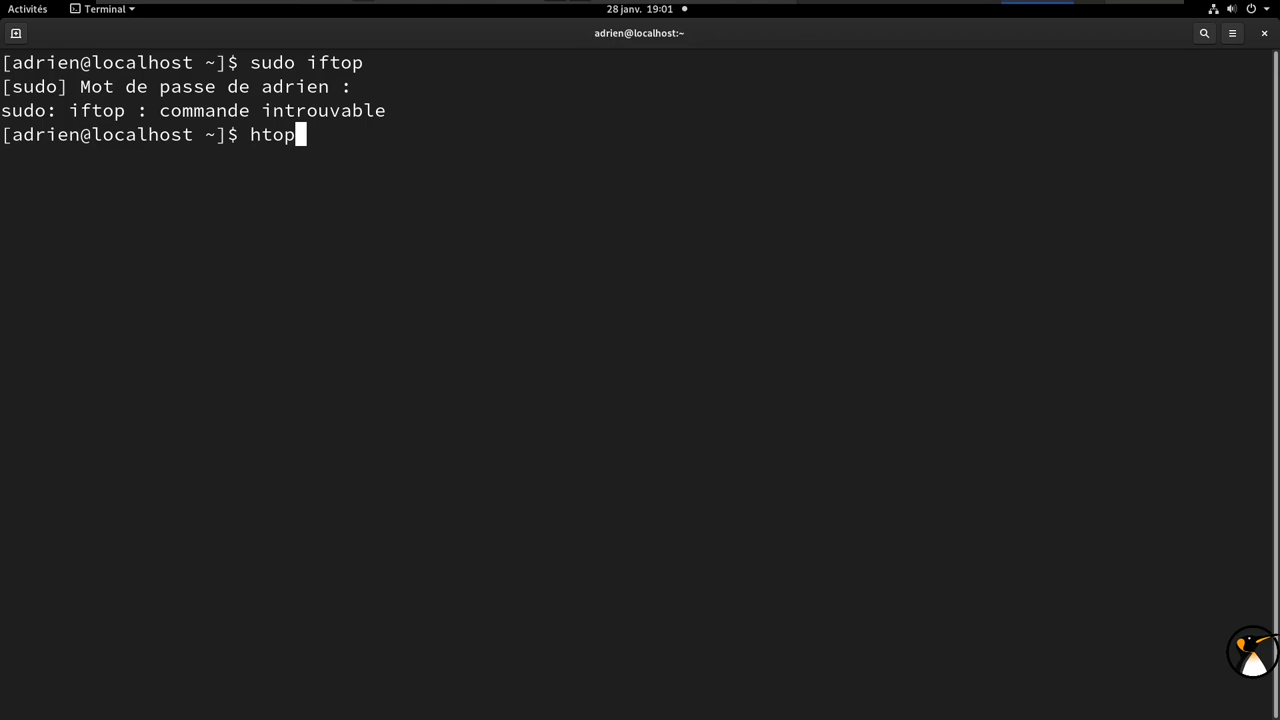 Activités Terminal 28 janv. 19:01
adrien@localhost:~
[adrien@localhost ~]$ sudo iftop
[sudo] Mot de passe de adrien :
sudo: iftop : commande introuvable
[adrien@localhost ~]$ htop